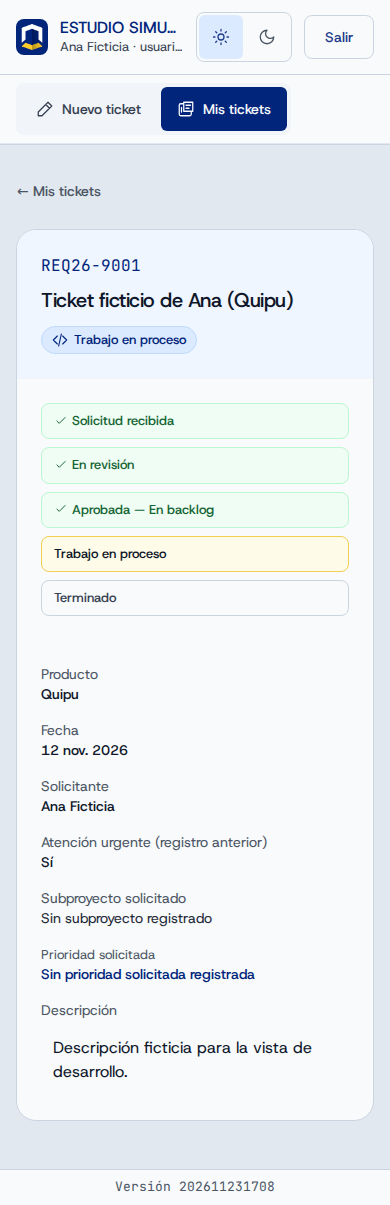 ESTUDIO SIMU...
Ana Ficticia · usuari...
Salir
Nuevo ticket
Mis tickets
← Mis tickets
REQ26-9001
Ticket ficticio de Ana (Quipu)
Trabajo en proceso
Solicitud recibida
En revisión
Aprobada — En backlog
Trabajo en proceso
Terminado
Producto
Quipu
Fecha
12 nov. 2026
Solicitante
Ana Ficticia
Atención urgente (registro anterior)
Sí
Subproyecto solicitado
Sin subproyecto registrado
Prioridad solicitada
Sin prioridad solicitada registrada
Descripción
Descripción ficticia para la vista de
desarrollo.
Versión 202611231708